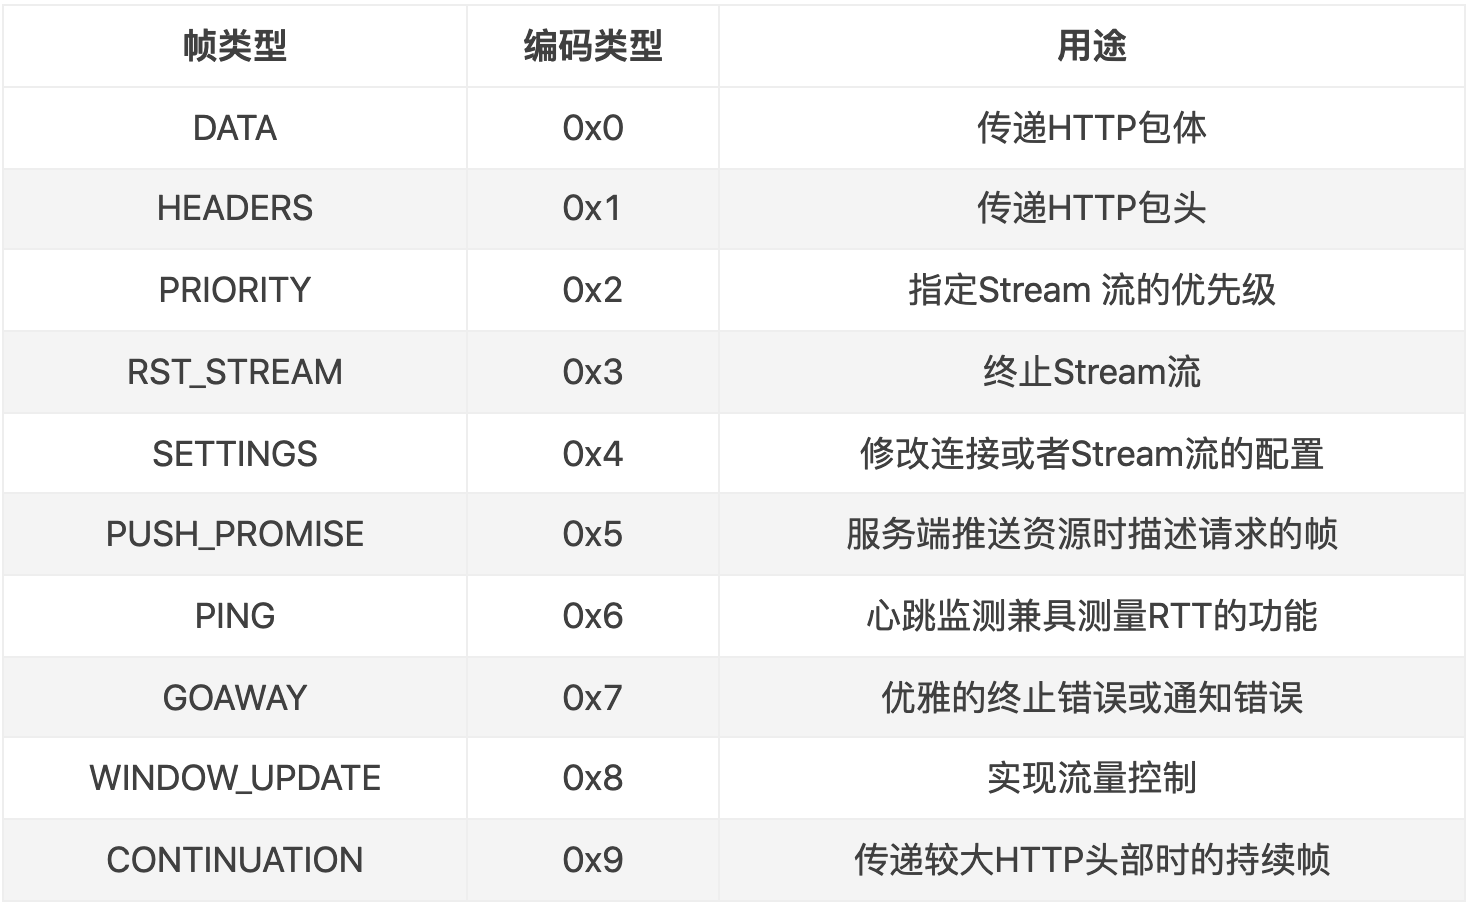 帧类型 编码类型 用途
DATA 0x0 传递HTTP包体
HEADERS 0x1 传递HTTP包头
PRIORITY 0x2 指定Stream 流的优先级
RST_STREAM 0x3 终止Stream流
SETTINGS 0x4 修改连接或者Stream流的配置
PUSH_PROMISE 0x5 服务端推送资源时描述请求的帧
PING 0x6 心跳监测兼具测量RTT的功能
GOAWAY 0x7 优雅的终止错误或通知错误
WINDOW_UPDATE 0x8 实现流量控制
CONTINUATION 0x9 传递较大HTTP头部时的持续帧